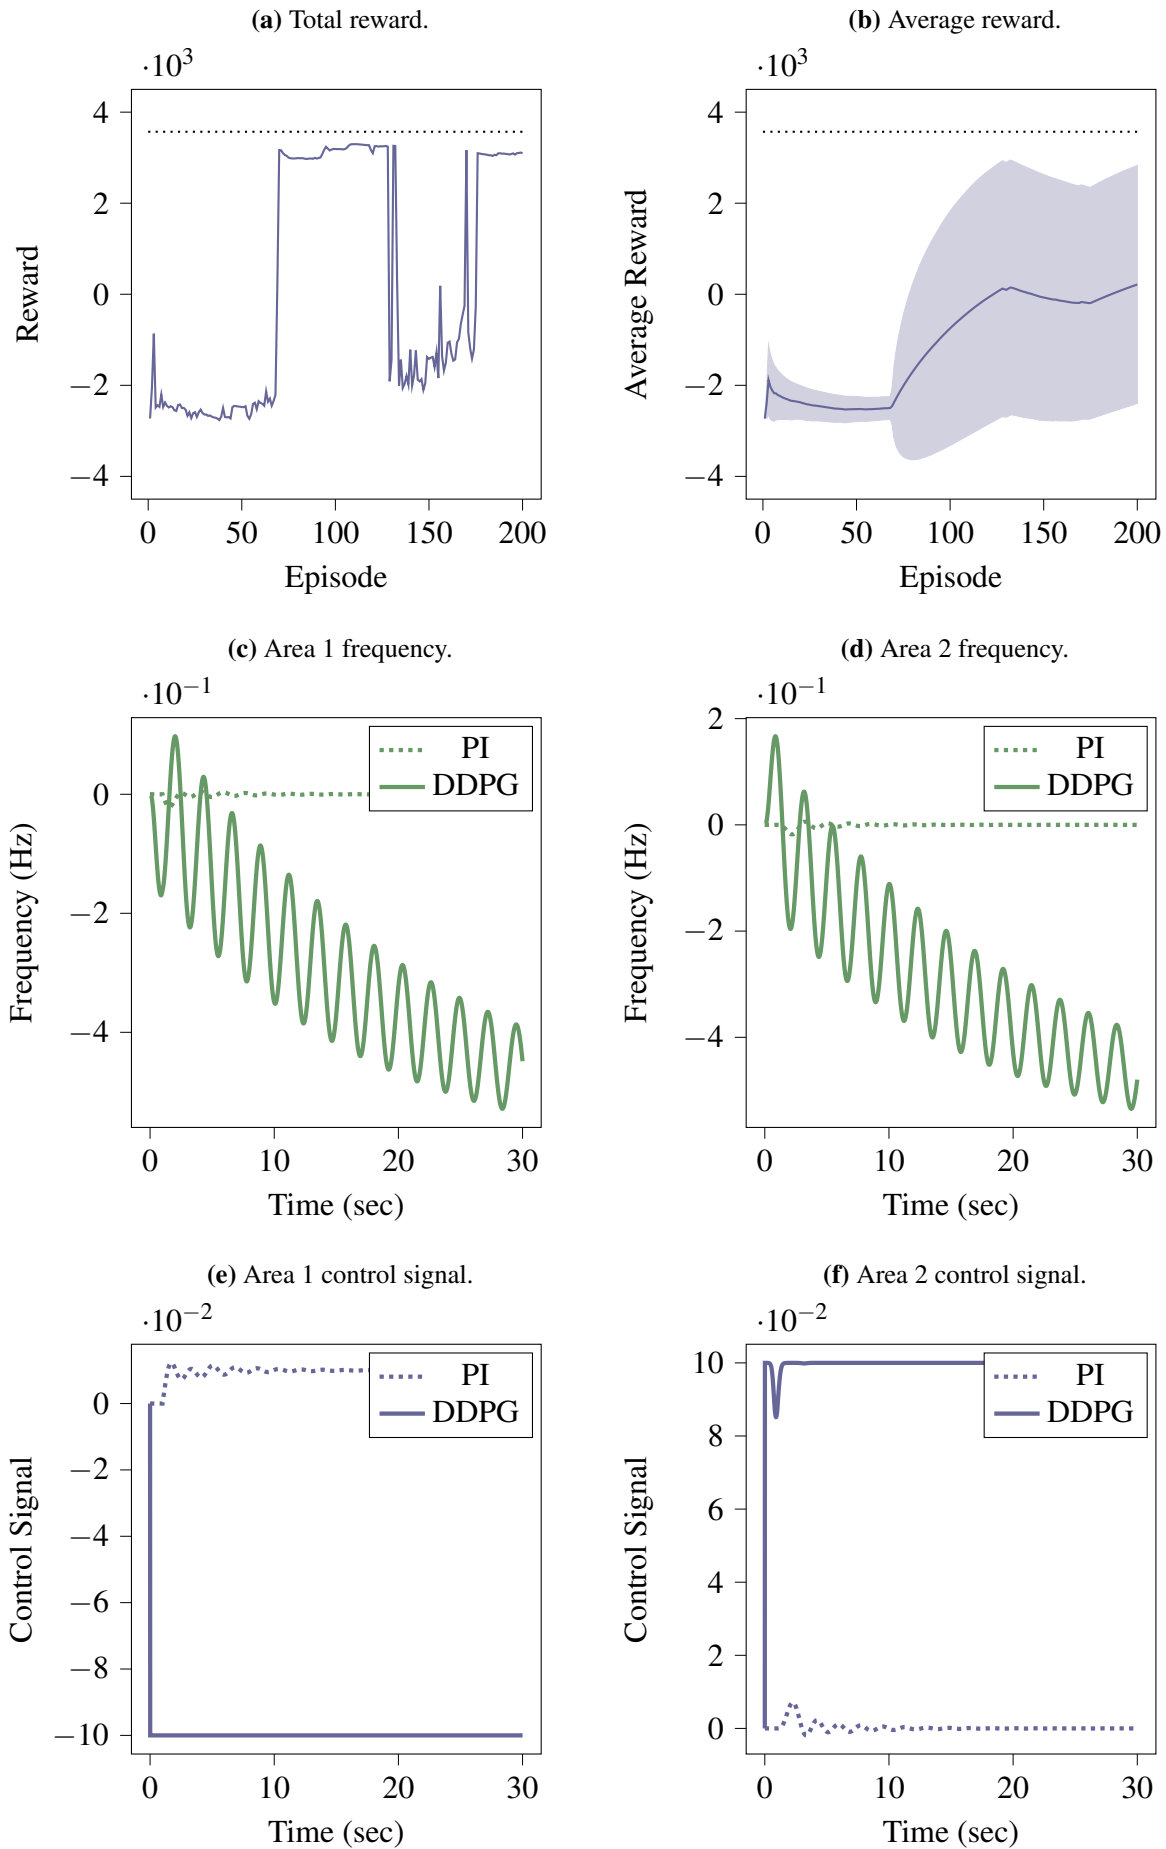 (a) Total reward.
(b) Average reward.
·10³
4
2
0
−2
−4
0 50 100 150 200
Reward
Episode
·10³
4
2
0
−2
−4
0 50 100 150 200
Average Reward
Episode
(c) Area 1 frequency.
(d) Area 2 frequency.
·10⁻¹
0
−2
−4
0 10 20 30
Frequency (Hz)
Time (sec)
PI
DDPG
·10⁻¹
2
0
−2
−4
0 10 20 30
Frequency (Hz)
Time (sec)
PI
DDPG
(e) Area 1 control signal.
(f) Area 2 control signal.
·10⁻²
0
−2
−4
−6
−8
−10
0 10 20 30
Control Signal
Time (sec)
PI
DDPG
·10⁻²
10
8
6
4
2
0
0 10 20 30
Control Signal
Time (sec)
PI
DDPG